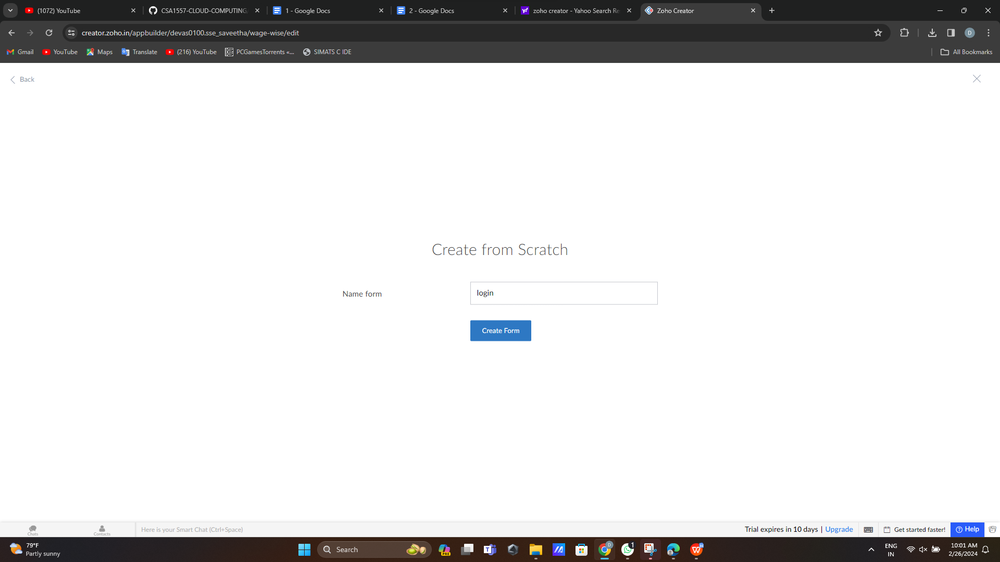 (1072) YouTube
CSA1557-CLOUD-COMPUTING
1 - Google Docs
2 - Google Docs
zoho creator - Yahoo Search Re
Zoho Creator
creator.zoho.in/appbuilder/devas0100.sse_saveetha/wage-wise/edit
D
Gmail
YouTube
Maps
Translate
(216) YouTube
PCGamesTorrents «...
SIMATS C IDE
All Bookmarks
Back
Create from Scratch
Name form
login
Create Form
Chats
Contacts
Here is your Smart Chat (Ctrl+Space)
Trial expires in 10 days | Upgrade
Get started faster!
Help
79°F
Partly sunny
Search
PRE
D
1
ENG
IN
10:01 AM
2/26/2024